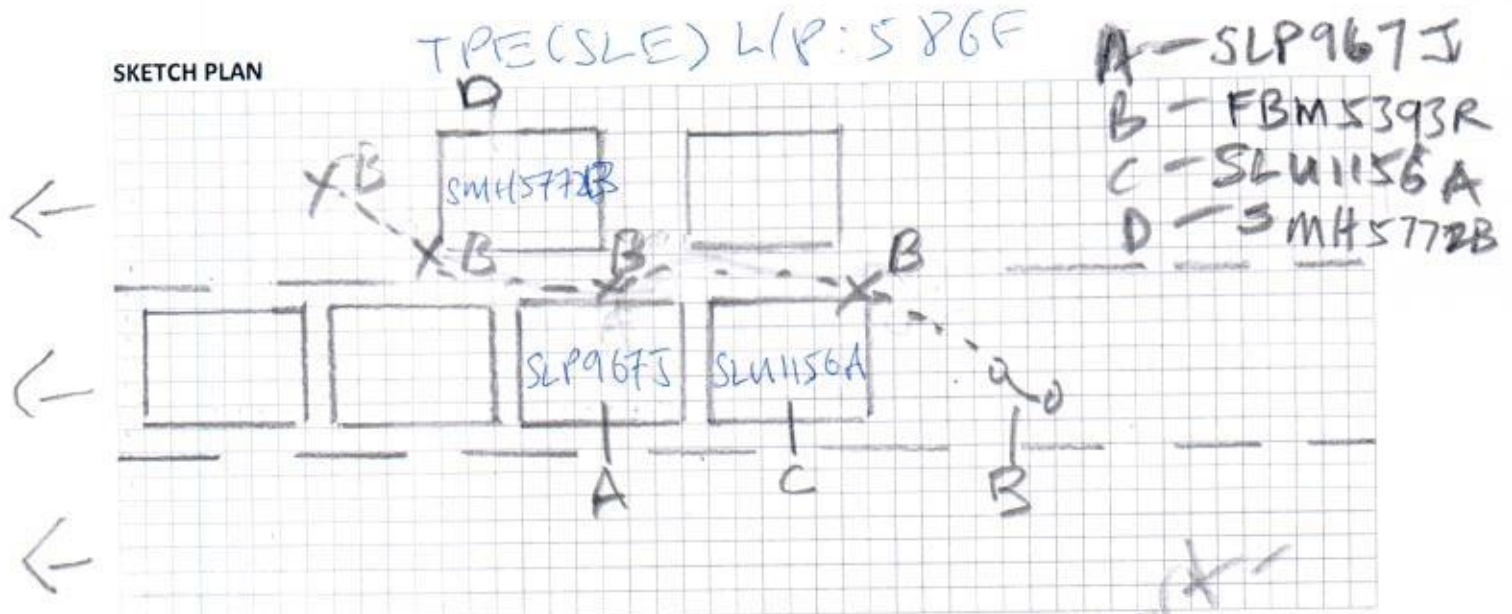 TPE(SLE) L/P: 586F
SKETCH PLAN
A - SLP967J
B - FBM5393R
C - SLU1156A
D - SMH5772B
D
B
SMH5772B
B
B
B
SLP967J
SLU1156A
A
C
B